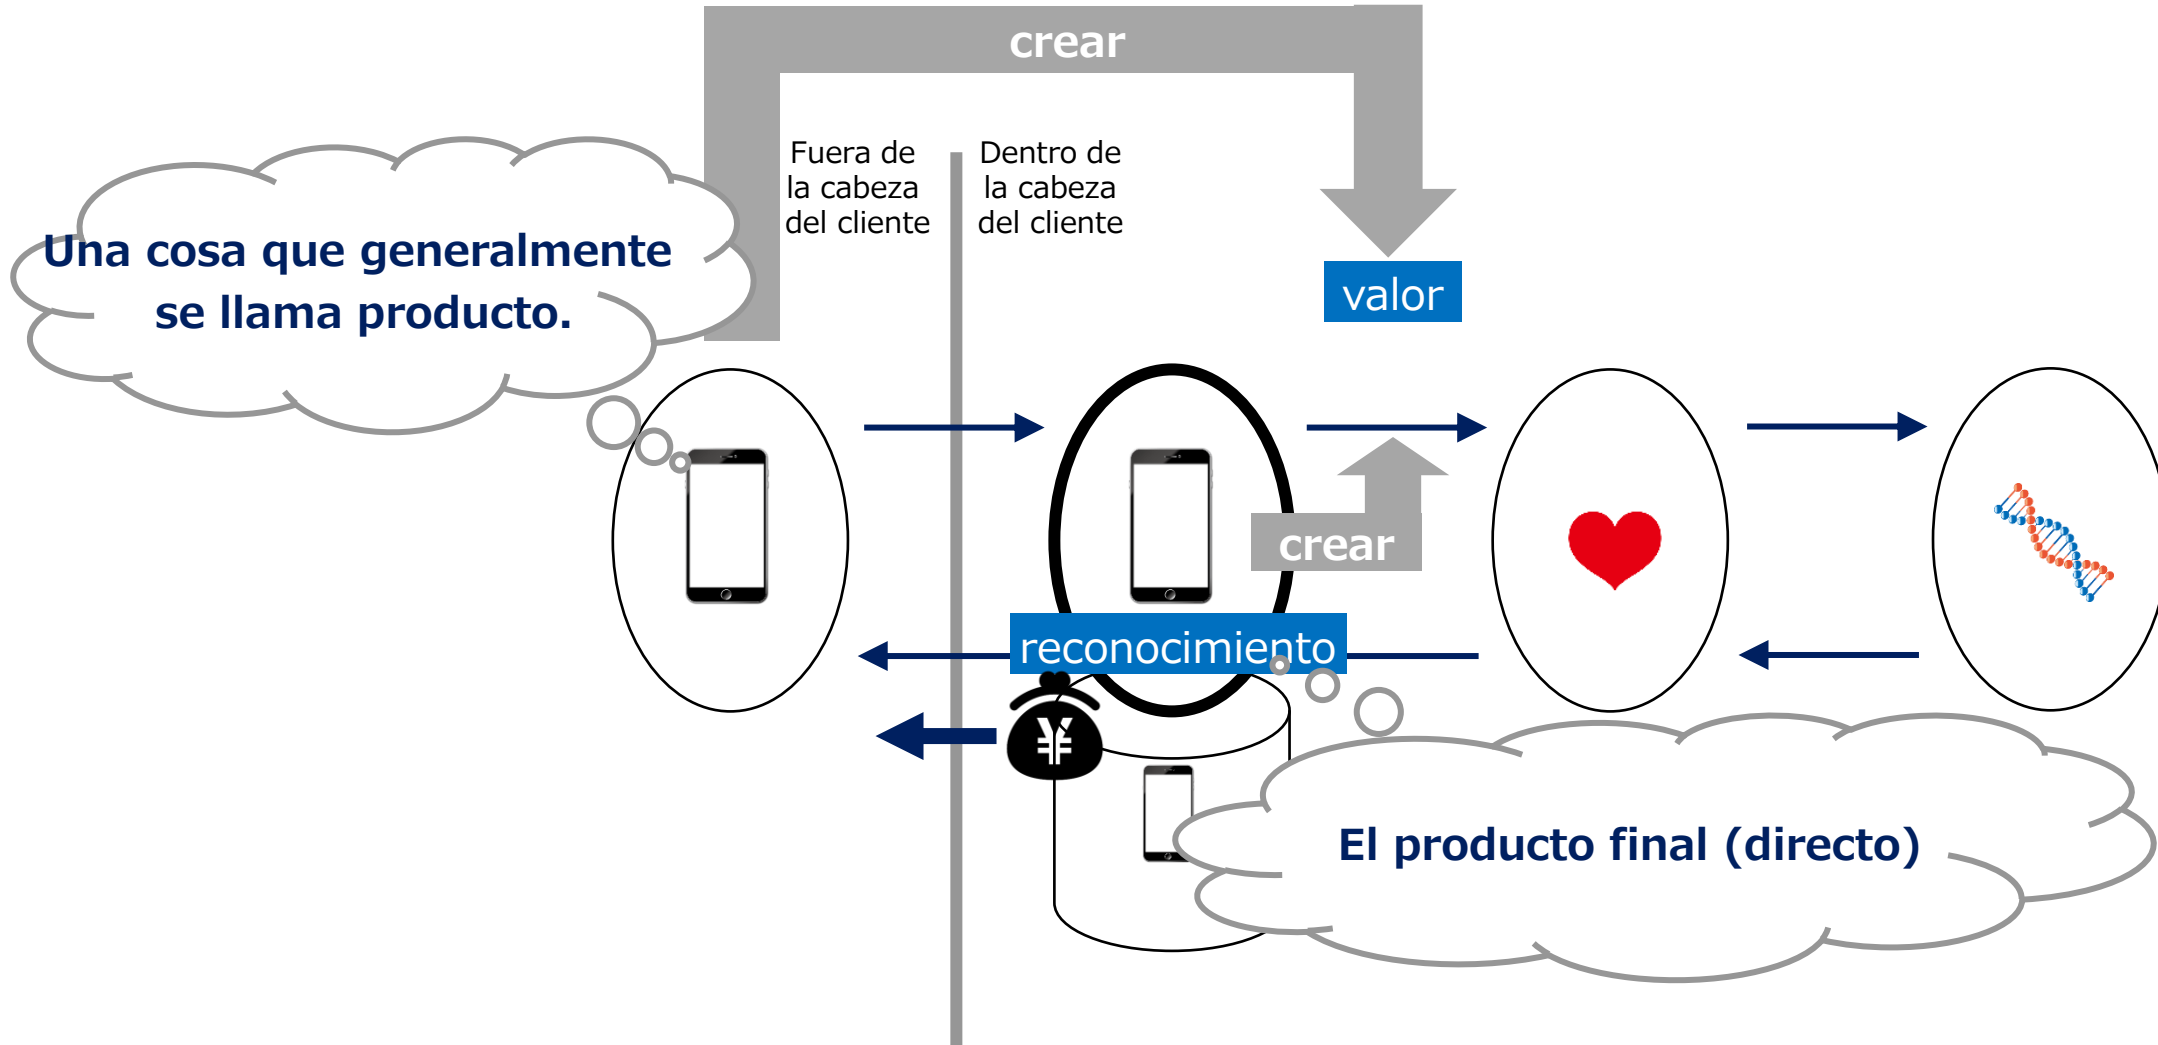 crear
Fuera de
la cabeza
del cliente
Dentro de
la cabeza
del cliente
Una cosa que generalmente
se llama producto.
valor
crear
reconocimiento
¥
El producto final (directo)